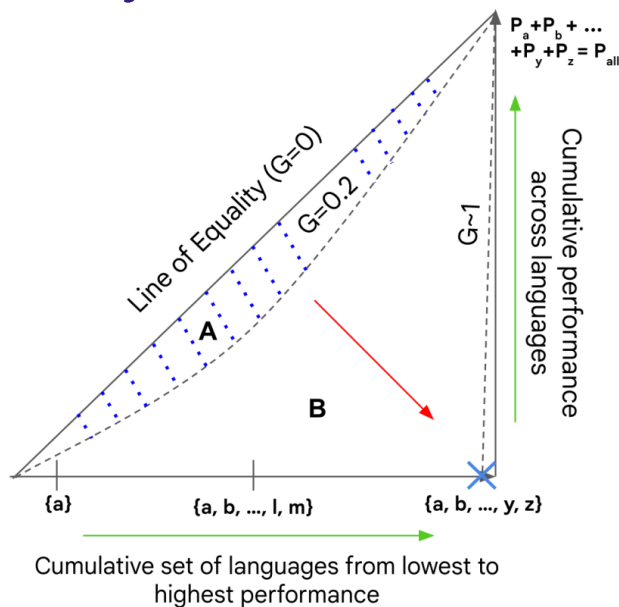 P_a+P_b + ...
+P_y+P_z = P_all
Line of Equality (G=0)
G=0.2
G~1
Cumulative performance
across languages
A
B
{a}
{a, b, ..., l, m}
{a, b, ..., y, z}
Cumulative set of languages from lowest to
highest performance